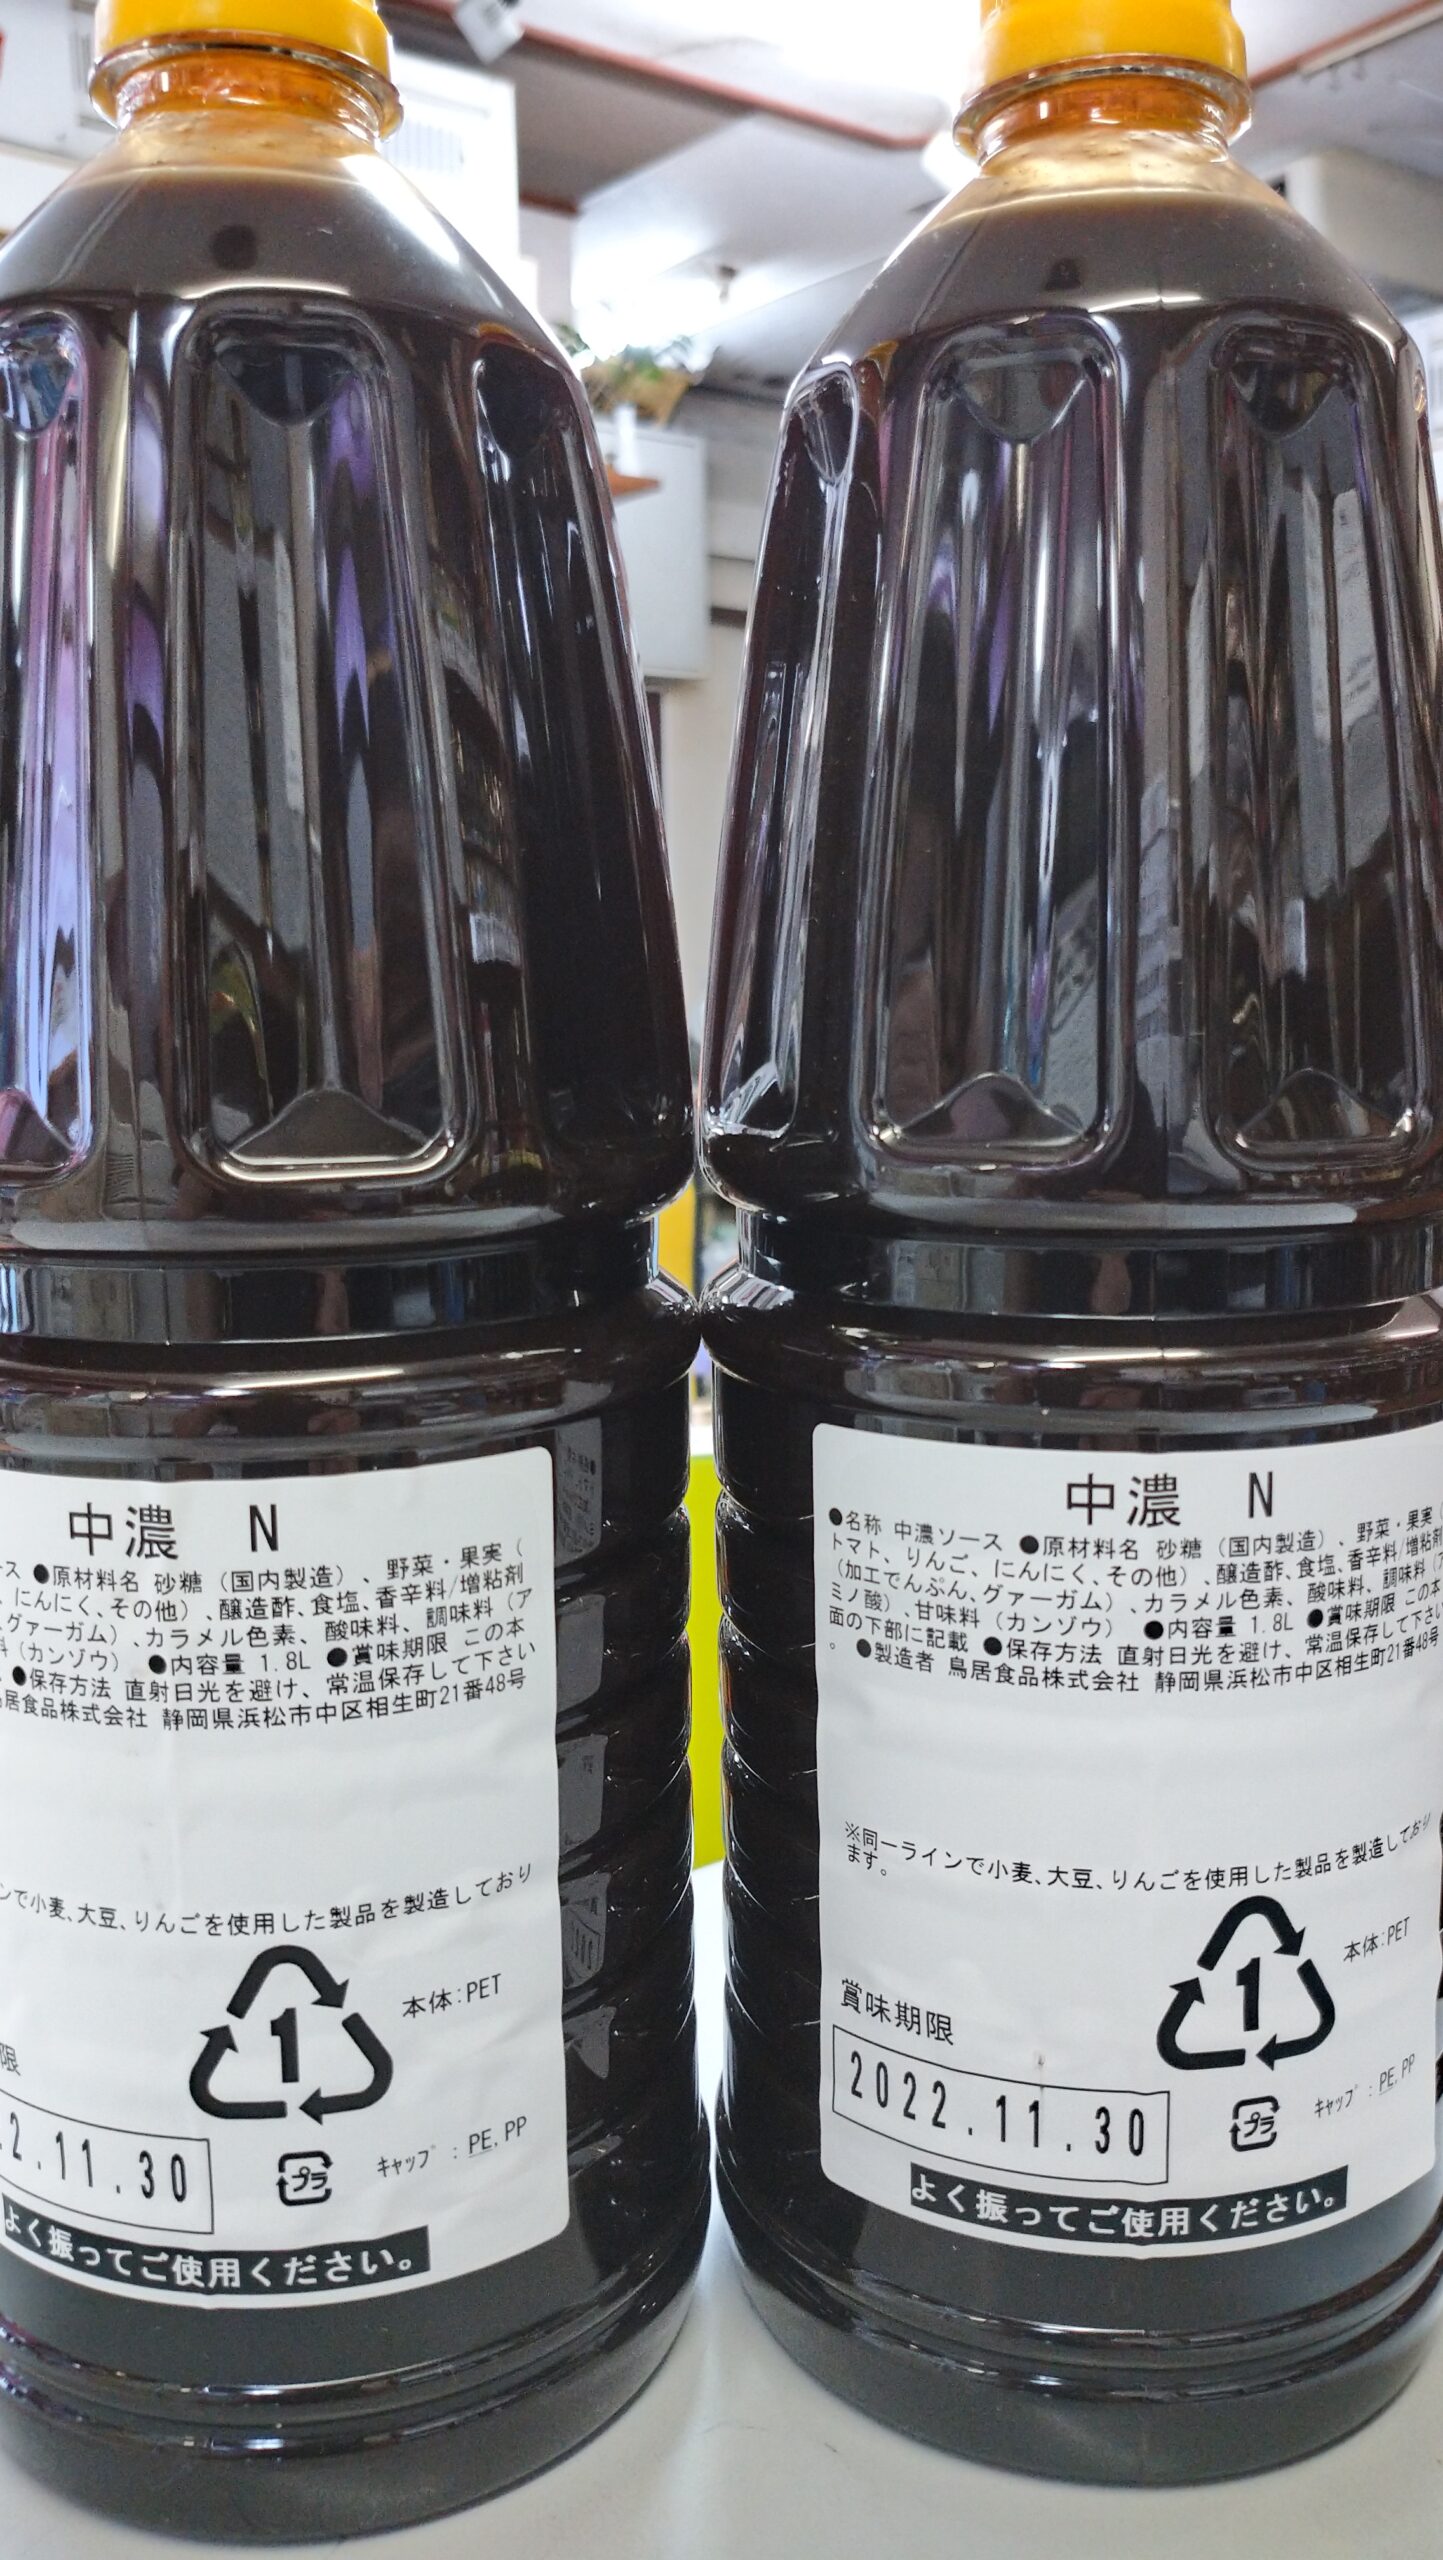 中濃 N
ース ●原材料名 砂糖（国内製造）、野菜・果実（
、にんにく、その他）、醸造酢、食塩、香辛料/増粘剤
、グァーガム）、カラメル色素、酸味料、調味料（ア
料（カンゾウ） ●内容量 1.8L ●賞味期限 この本
●保存方法 直射日光を避け、常温保存して下さい
居食品株式会社 静岡県浜松市中区相生町21番48号
ンで小麦、大豆、りんごを使用した製品を製造しており
1
本体:PET
限
2.11.30
プラ
ｷｬｯﾌﾟ:PE,PP
よく振ってご使用ください。
中濃 N
●名称 中濃ソース ●原材料名 砂糖（国内製造）、野菜・果実（
トマト、りんご、にんにく、その他）、醸造酢、食塩、香辛料/増粘剤
（加工でんぷん、グァーガム）、カラメル色素、酸味料、調味料（ア
ミノ酸）、甘味料（カンゾウ） ●内容量 1.8L ●賞味期限 この本
面の下部に記載 ●保存方法 直射日光を避け、常温保存して下さい
。 ●製造者 鳥居食品株式会社 静岡県浜松市中区相生町21番48号
※同一ラインで小麦、大豆、りんごを使用した製品を製造しており
ます。
1
本体:PET
賞味期限
2022.11.30
プラ
ｷｬｯﾌﾟ:PE,PP
よく振ってご使用ください。